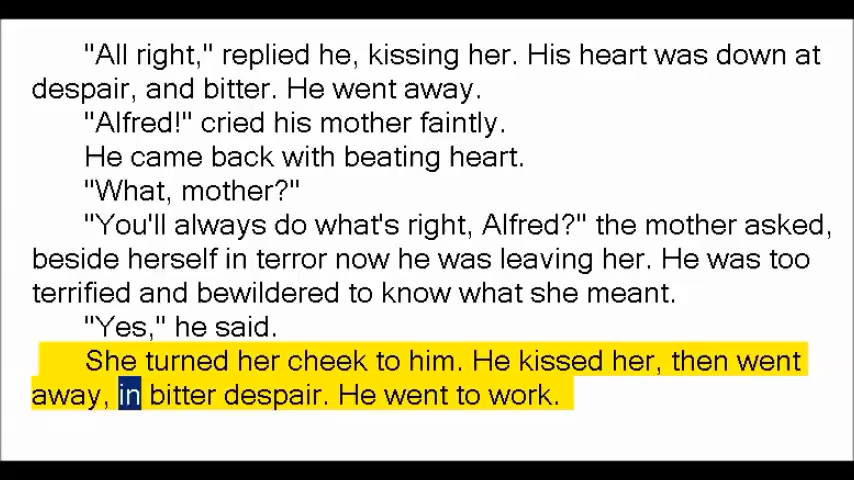 "All right," replied he, kissing her. His heart was down at
despair, and bitter. He went away.
"Alfred!" cried his mother faintly.
He came back with beating heart.
"What, mother?"
"You'll always do what's right, Alfred?" the mother asked,
beside herself in terror now he was leaving her. He was too
terrified and bewildered to know what she meant.
"Yes," he said.
She turned her cheek to him. He kissed her, then went
away, in bitter despair. He went to work.